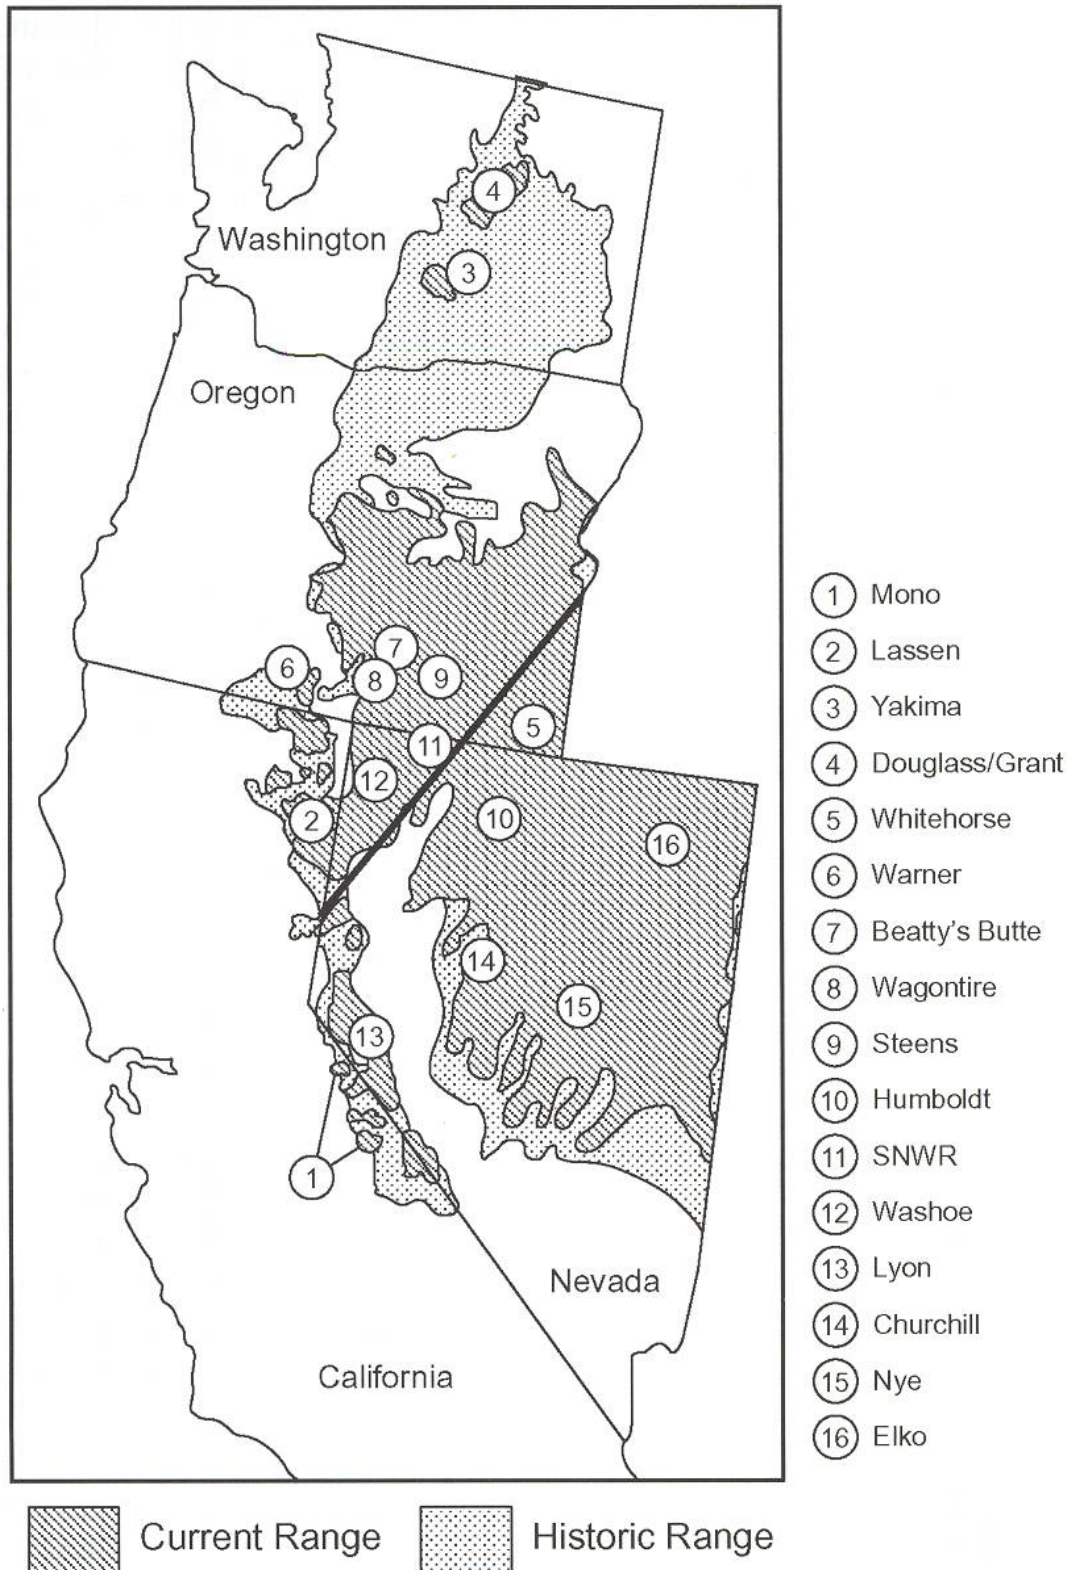 4
Washington
3
Oregon
7
6
8
9
5
11
12
2
10
16
14
15
13
1
Nevada
California
1 Mono
2 Lassen
3 Yakima
4 Douglass/Grant
5 Whitehorse
6 Warner
7 Beatty's Butte
8 Wagontire
9 Steens
10 Humboldt
11 SNWR
12 Washoe
13 Lyon
14 Churchill
15 Nye
16 Elko
Current Range Historic Range